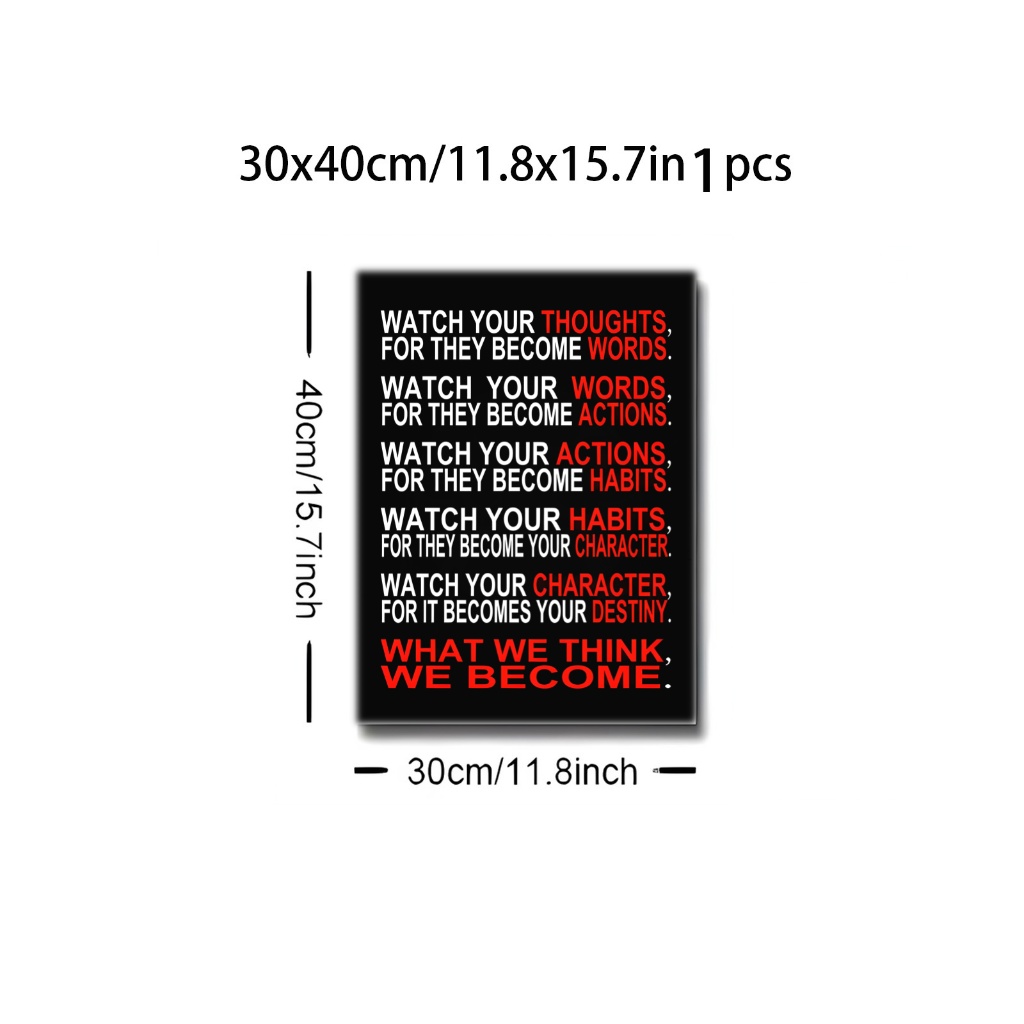 30x40cm/11.8x15.7in 1 pcs
40cm/15.7inch
WATCH YOUR THOUGHTS,
FOR THEY BECOME WORDS.
WATCH YOUR WORDS,
FOR THEY BECOME ACTIONS.
WATCH YOUR ACTIONS,
FOR THEY BECOME HABITS.
WATCH YOUR HABITS,
FOR THEY BECOME YOUR CHARACTER.
WATCH YOUR CHARACTER,
FOR IT BECOMES YOUR DESTINY.
WHAT WE THINK,
WE BECOME.
30cm/11.8inch